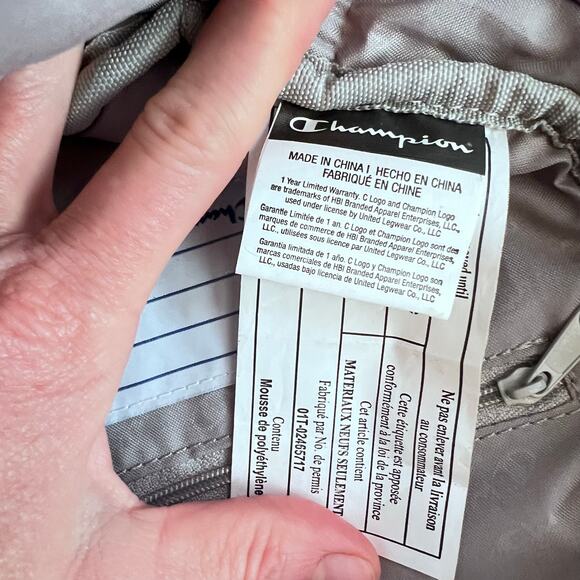 Champion
MADE IN CHINA I HECHO EN CHINA
FABRIQUÉ EN CHINE
1 Year Limited Warranty. C Logo and Champion Logo
are trademarks of HBI Branded Apparel Enterprises, LLC.,
used under license by United Legwear Co., LLC
Garantie Limitée de 1 an. C Logo et Champion Logo sont des
marques de commerce de HBI Branded Apparel Enterprises,
LLC., utilisées sous licence par United Legwear Co., LLC
Garantía limitada de 1 año. C Logo y Champion Logo son
marcas comerciales de HBI Branded Apparel Enterprises,
LLC., usadas bajo licencia de United Legwear Co., LLC
until
Ne pas enlever avant la livraison
au consommateur
Cette étiquette est apposée
conformément à la loi de la province
Cet article contient
MATERIAUX NEUFS SEULEMENT
Fabriqué par No. de permis
01T-02465717
Contenu
Mousse de polyéthylène